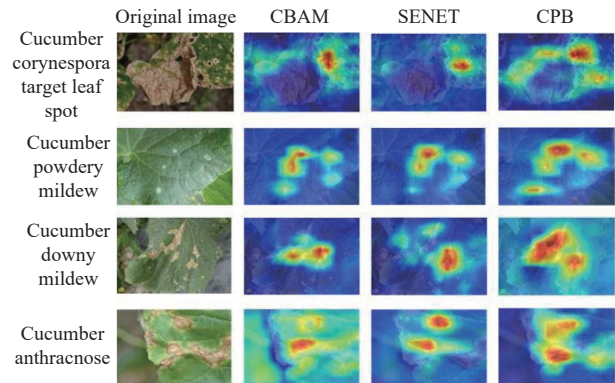 Original image CBAM SENET CPB
Cucumber
corynespora
target leaf
spot
Cucumber
powdery
mildew
Cucumber
downy
mildew
Cucumber
anthracnose